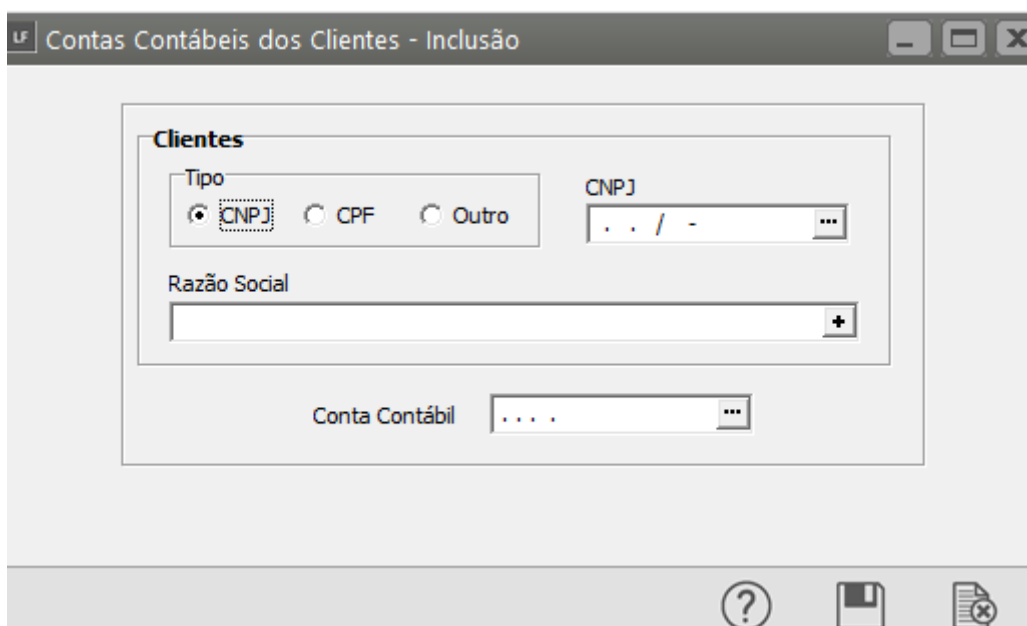 LF Contas Contábeis dos Clientes - Inclusão
Clientes
Tipo
CNPJ CPF Outro
CNPJ
. . / -
Razão Social
Conta Contábil . . . .